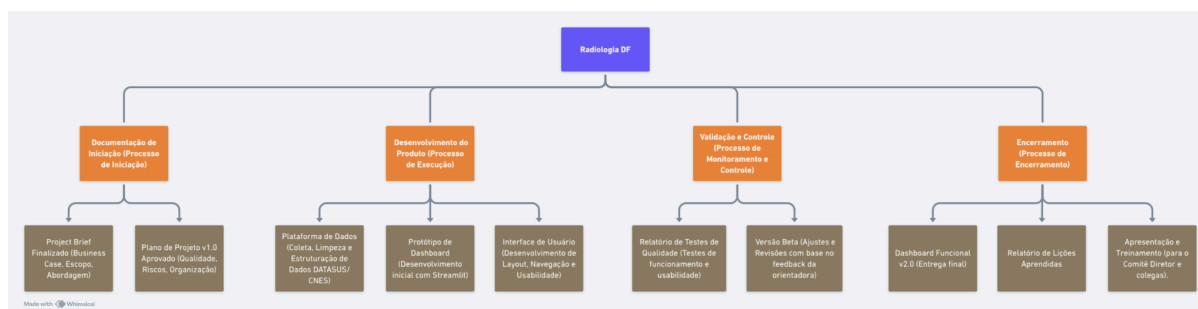 Radiologia DF
Documentação de
Iniciação (Processo
de Iniciação)
Desenvolvimento do
Produto (Processo
de Execução)
Validação e Controle
(Processo de
Monitoramento e
Controle)
Encerramento
(Processo de
Encerramento)
Project Brief
Finalizado (Business
Case, Escopo,
Abordagem)
Plano de Projeto v1.0
Aprovado (Qualidade,
Riscos, Organização)
Plataforma de Dados
(Coleta, Limpeza e
Estruturação de
Dados DATASUS/
CNES)
Protótipo de
Dashboard
(Desenvolvimento
inicial com Streamlit)
Interface de Usuário
(Desenvolvimento de
Layout, Navegação e
Usabilidade)
Relatório de Testes de
Qualidade (Testes de
funcionamento e
usabilidade)
Versão Beta (Ajustes e
Revisões com base no
feedback da
orientadora)
Dashboard Funcional
v2.0 (Entrega final)
Relatório de Lições
Aprendidas
Apresentação e
Treinamento (para o
Comitê Diretor e
colegas).
Made with Whimsical